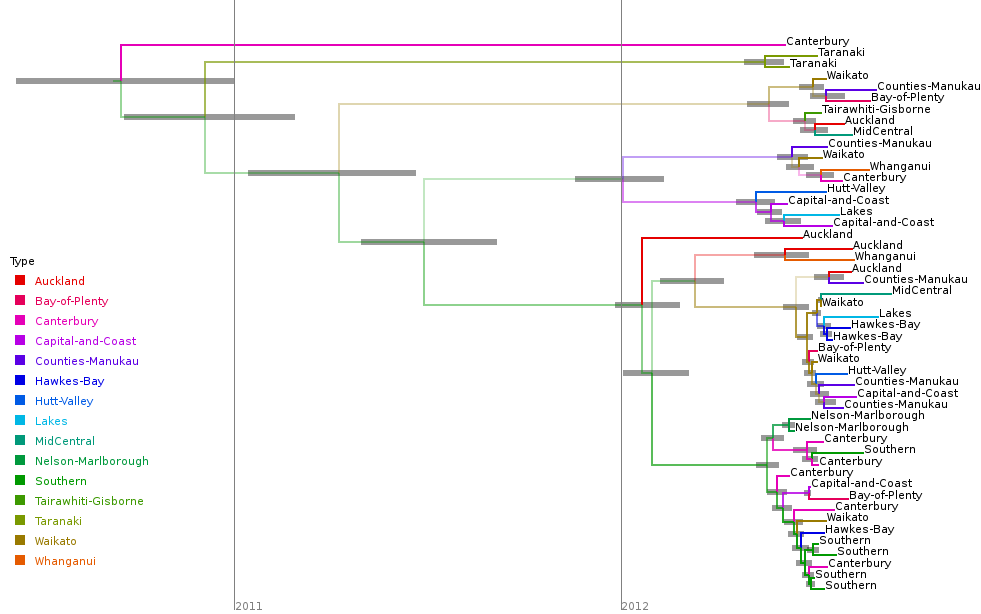 Canterbury
Taranaki
Taranaki
Waikato
Counties-Manukau
Bay-of-Plenty
Tairawhiti-Gisborne
Auckland
MidCentral
Counties-Manukau
Waikato
Whanganui
Canterbury
Hutt-Valley
Capital-and-Coast
Lakes
Capital-and-Coast
Auckland
Auckland
Whanganui
Auckland
Counties-Manukau
MidCentral
Waikato
Lakes
Hawkes-Bay
Hawkes-Bay
Bay-of-Plenty
Waikato
Hutt-Valley
Counties-Manukau
Capital-and-Coast
Counties-Manukau
Nelson-Marlborough
Nelson-Marlborough
Canterbury
Southern
Canterbury
Canterbury
Capital-and-Coast
Bay-of-Plenty
Canterbury
Waikato
Hawkes-Bay
Southern
Southern
Canterbury
Southern
Southern
Type
Auckland
Bay-of-Plenty
Canterbury
Capital-and-Coast
Counties-Manukau
Hawkes-Bay
Hutt-Valley
Lakes
MidCentral
Nelson-Marlborough
Southern
Tairawhiti-Gisborne
Taranaki
Waikato
Whanganui
2011
2012